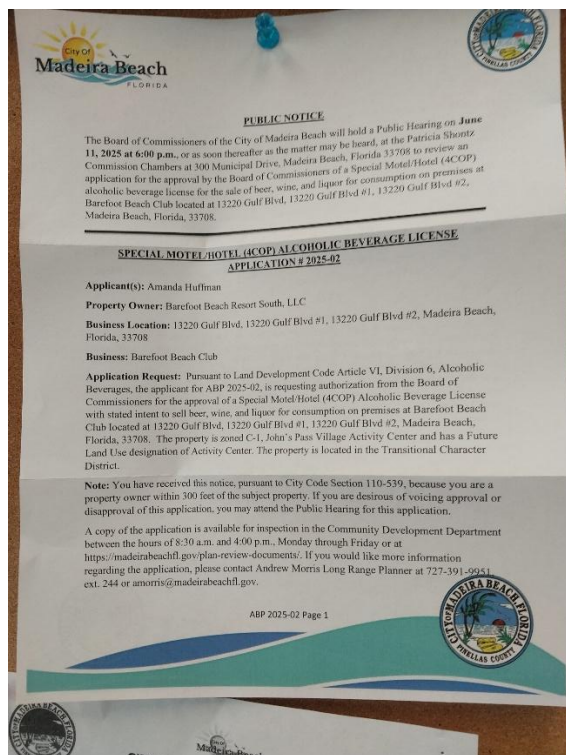 City Of
Madeira Beach
FLORIDA
CITY OF MADEIRA BEACH FLORIDA
PINELLAS COUNTY
PUBLIC NOTICE
The Board of Commissioners of the City of Madeira Beach will hold a Public Hearing on June
11, 2025 at 6:00 p.m., or as soon thereafter as the matter may be heard, at the Patricia Shontz
Commission Chambers at 300 Municipal Drive, Madeira Beach, Florida 33708 to review an
application for the approval by the Board of Commissioners of a Special Motel/Hotel (4COP)
alcoholic beverage license for the sale of beer, wine, and liquor for consumption on premises at
Barefoot Beach Club located at 13220 Gulf Blvd, 13220 Gulf Blvd #1, 13220 Gulf Blvd #2,
Madeira Beach, Florida, 33708.
SPECIAL MOTEL/HOTEL (4COP) ALCOHOLIC BEVERAGE LICENSE
APPLICATION # 2025-02
Applicant(s): Amanda Huffman
Property Owner: Barefoot Beach Resort South, LLC
Business Location: 13220 Gulf Blvd, 13220 Gulf Blvd #1, 13220 Gulf Blvd #2, Madeira Beach,
Florida, 33708
Business: Barefoot Beach Club
Application Request: Pursuant to Land Development Code Article VI, Division 6, Alcoholic
Beverages, the applicant for ABP 2025-02, is requesting authorization from the Board of
Commissioners for the approval of a Special Motel/Hotel (4COP) Alcoholic Beverage License
with stated intent to sell beer, wine, and liquor for consumption on premises at Barefoot Beach
Club located at 13220 Gulf Blvd, 13220 Gulf Blvd #1, 13220 Gulf Blvd #2, Madeira Beach,
Florida, 33708. The property is zoned C-1, John's Pass Village Activity Center and has a Future
Land Use designation of Activity Center. The property is located in the Transitional Character
District.
Note: You have received this notice, pursuant to City Code Section 110-539, because you are a
property owner within 300 feet of the subject property. If you are desirous of voicing approval or
disapproval of this application, you may attend the Public Hearing for this application.
A copy of the application is available for inspection in the Community Development Department
between the hours of 8:30 a.m. and 4:00 p.m., Monday through Friday or at
https://madeirabeachfl.gov/plan-review-documents/. If you would like more information
regarding the application, please contact Andrew Morris Long Range Planner at 727-391-9951
ext. 244 or amorris@madeirabeachfl.gov.
ABP 2025-02 Page 1
CITY OF MADEIRA BEACH FLORIDA
PINELLAS COUNTY
CITY OF MADEIRA BEACH FLORIDA
Madeira Beach